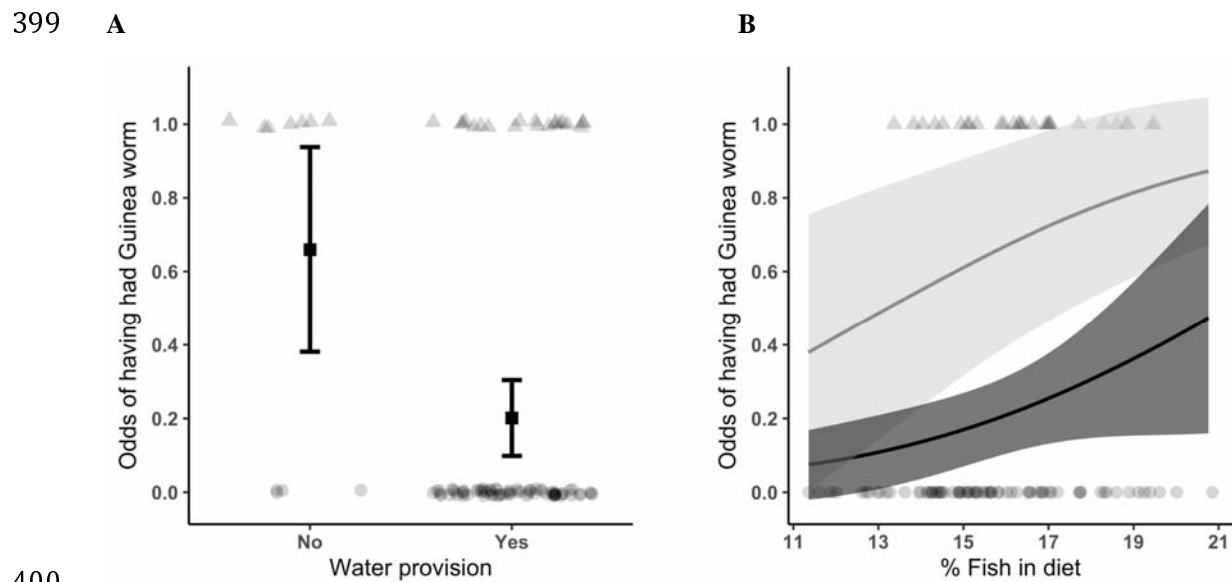 399 A B
Odds of having had Guinea worm
1.0
0.8
0.6
0.4
0.2
0.0
No Yes
Water provision
Odds of having had Guinea worm
1.0
0.8
0.6
0.4
0.2
0.0
11 13 15 17 19 21
% Fish in diet
400